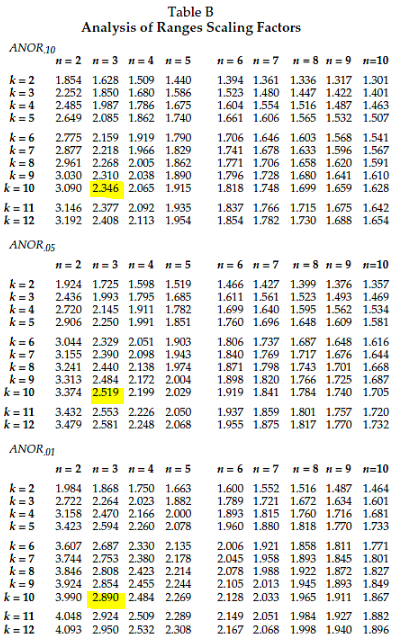 Table B
Analysis of Ranges Scaling Factors
ANOR.10
n = 2 n = 3 n = 4 n = 5 n = 6 n = 7 n = 8 n = 9 n=10
k = 2 1.854 1.628 1.509 1.440 1.394 1.361 1.336 1.317 1.301
k = 3 2.252 1.850 1.680 1.586 1.523 1.480 1.447 1.422 1.401
k = 4 2.485 1.987 1.786 1.675 1.604 1.554 1.516 1.487 1.463
k = 5 2.649 2.085 1.862 1.740 1.661 1.606 1.565 1.532 1.507
k = 6 2.775 2.159 1.919 1.790 1.706 1.646 1.603 1.568 1.541
k = 7 2.877 2.218 1.966 1.829 1.741 1.678 1.633 1.596 1.567
k = 8 2.961 2.268 2.005 1.862 1.771 1.706 1.658 1.620 1.591
k = 9 3.030 2.310 2.038 1.890 1.796 1.728 1.680 1.641 1.610
k = 10 3.090 2.346 2.065 1.915 1.818 1.748 1.699 1.659 1.628
k = 11 3.146 2.377 2.092 1.935 1.837 1.766 1.715 1.675 1.642
k = 12 3.192 2.408 2.113 1.954 1.854 1.782 1.730 1.688 1.654
ANOR.05
n = 2 n = 3 n = 4 n = 5 n = 6 n = 7 n = 8 n = 9 n=10
k = 2 1.924 1.725 1.598 1.519 1.466 1.427 1.399 1.376 1.357
k = 3 2.436 1.993 1.795 1.685 1.611 1.561 1.523 1.493 1.469
k = 4 2.720 2.145 1.911 1.782 1.699 1.640 1.595 1.562 1.534
k = 5 2.906 2.250 1.991 1.851 1.760 1.696 1.648 1.609 1.581
k = 6 3.044 2.329 2.051 1.903 1.806 1.737 1.687 1.648 1.616
k = 7 3.155 2.390 2.098 1.943 1.840 1.769 1.717 1.676 1.644
k = 8 3.241 2.440 2.138 1.974 1.871 1.798 1.743 1.701 1.668
k = 9 3.313 2.484 2.172 2.004 1.898 1.820 1.766 1.725 1.687
k = 10 3.374 2.519 2.199 2.029 1.919 1.841 1.784 1.740 1.705
k = 11 3.432 2.553 2.226 2.050 1.937 1.859 1.801 1.757 1.720
k = 12 3.479 2.581 2.248 2.068 1.955 1.875 1.817 1.770 1.732
ANOR.01
n = 2 n = 3 n = 4 n = 5 n = 6 n = 7 n = 8 n = 9 n=10
k = 2 1.984 1.868 1.750 1.663 1.600 1.552 1.516 1.487 1.464
k = 3 2.722 2.264 2.023 1.882 1.789 1.721 1.672 1.634 1.601
k = 4 3.158 2.470 2.166 2.000 1.893 1.815 1.760 1.716 1.681
k = 5 3.423 2.594 2.260 2.078 1.960 1.880 1.818 1.770 1.733
k = 6 3.607 2.687 2.330 2.135 2.006 1.921 1.858 1.811 1.771
k = 7 3.744 2.753 2.380 2.178 2.045 1.958 1.893 1.845 1.801
k = 8 3.846 2.808 2.423 2.214 2.078 1.988 1.922 1.872 1.827
k = 9 3.924 2.854 2.455 2.244 2.105 2.013 1.945 1.893 1.849
k = 10 3.990 2.890 2.484 2.269 2.128 2.033 1.965 1.911 1.867
k = 11 4.048 2.924 2.509 2.289 2.149 2.051 1.984 1.927 1.882
k = 12 4.093 2.950 2.532 2.308 2.167 2.068 1.998 1.940 1.896